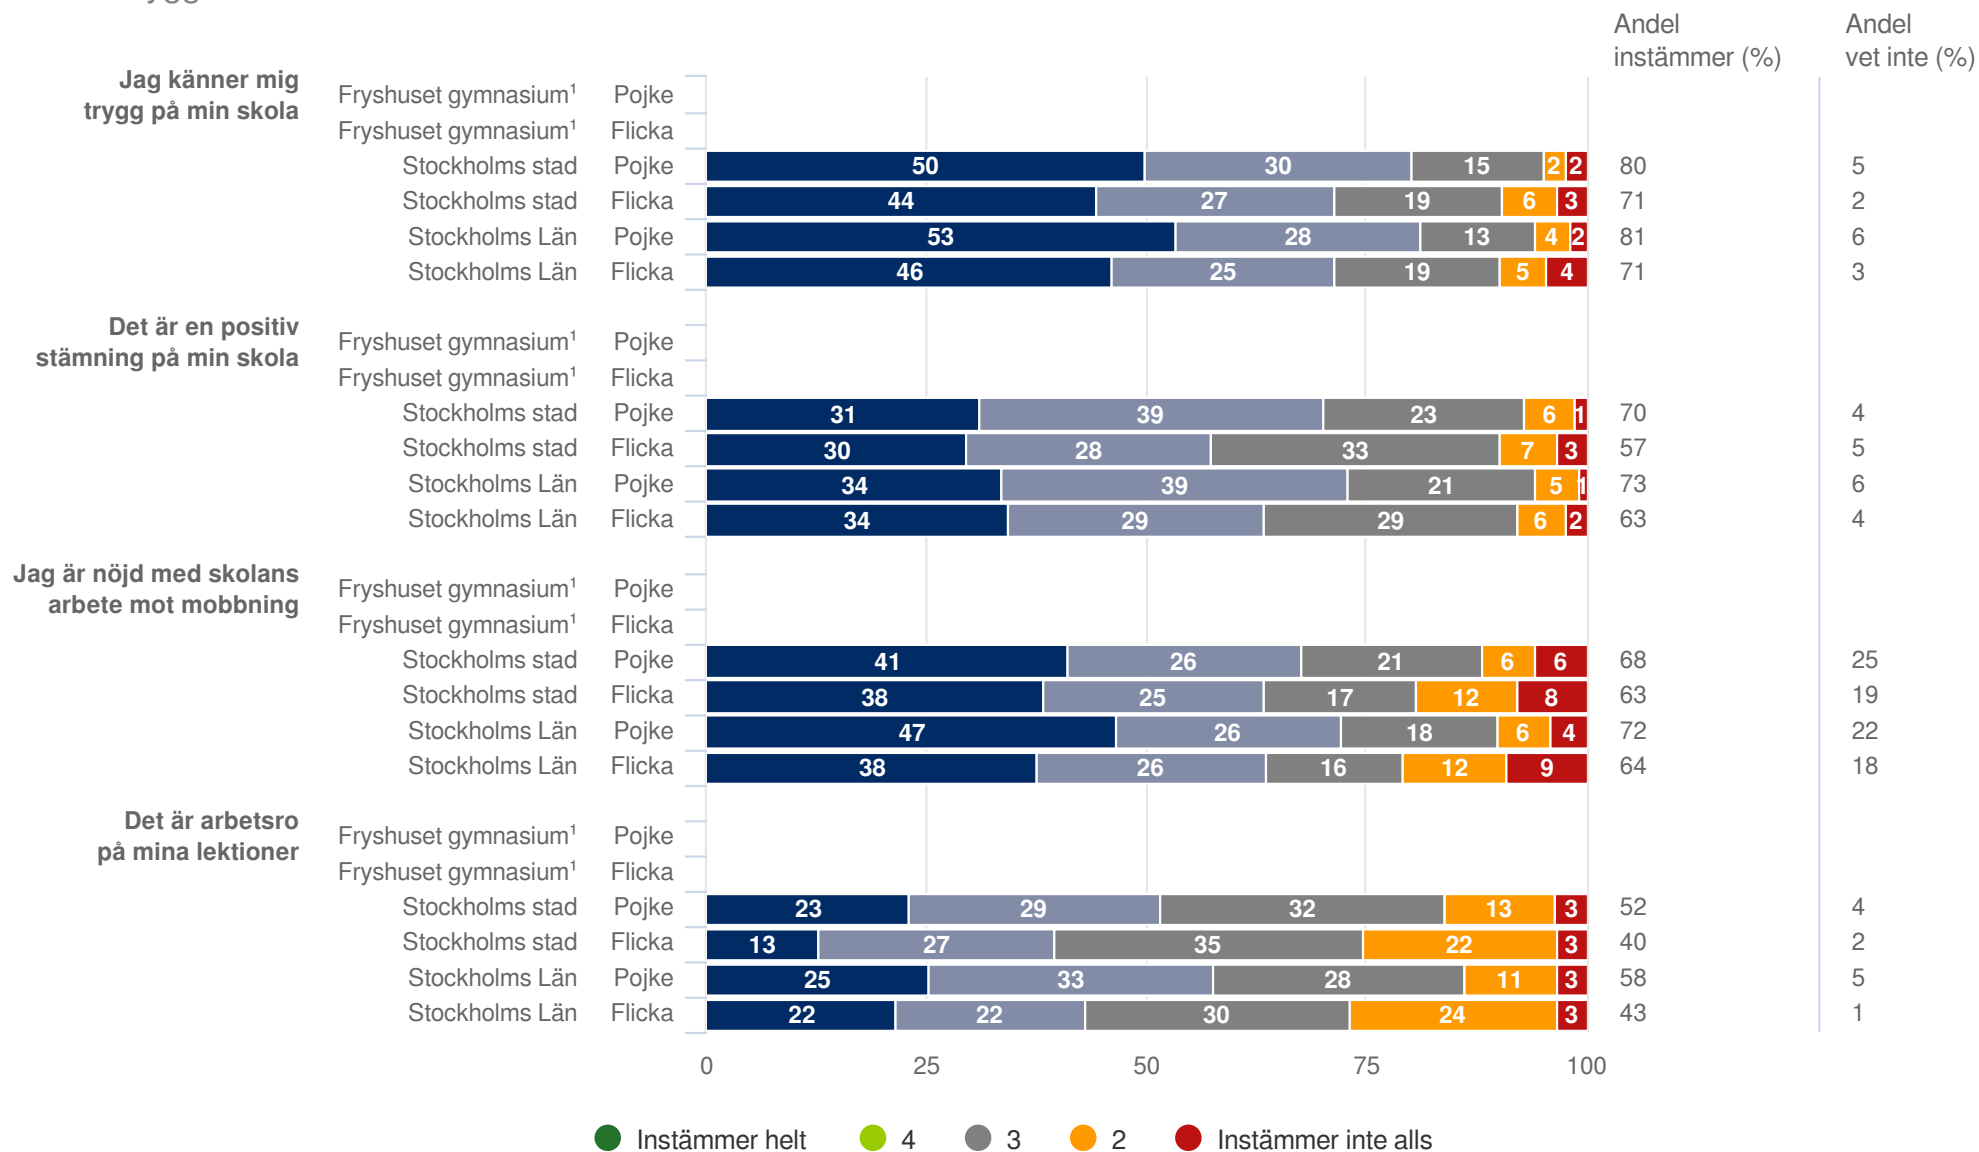 Andel
instämmer (%)
Andel
vet inte (%)
Jag känner mig
trygg på min skola
Fryshuset gymnasium¹ Pojke
Fryshuset gymnasium¹ Flicka
Stockholms stad Pojke 50 30 15 2 2 80 5
Stockholms stad Flicka 44 27 19 6 3 71 2
Stockholms Län Pojke 53 28 13 4 2 81 6
Stockholms Län Flicka 46 25 19 5 4 71 3
Det är en positiv
stämning på min skola
Fryshuset gymnasium¹ Pojke
Fryshuset gymnasium¹ Flicka
Stockholms stad Pojke 31 39 23 6 1 70 4
Stockholms stad Flicka 30 28 33 7 3 57 5
Stockholms Län Pojke 34 39 21 5 1 73 6
Stockholms Län Flicka 34 29 29 6 2 63 4
Jag är nöjd med skolans
arbete mot mobbning
Fryshuset gymnasium¹ Pojke
Fryshuset gymnasium¹ Flicka
Stockholms stad Pojke 41 26 21 6 6 68 25
Stockholms stad Flicka 38 25 17 12 8 63 19
Stockholms Län Pojke 47 26 18 6 4 72 22
Stockholms Län Flicka 38 26 16 12 9 64 18
Det är arbetsro
på mina lektioner
Fryshuset gymnasium¹ Pojke
Fryshuset gymnasium¹ Flicka
Stockholms stad Pojke 23 29 32 13 3 52 4
Stockholms stad Flicka 13 27 35 22 3 40 2
Stockholms Län Pojke 25 33 28 11 3 58 5
Stockholms Län Flicka 22 22 30 24 3 43 1
0 25 50 75 100
Instämmer helt 4 3 2 Instämmer inte alls